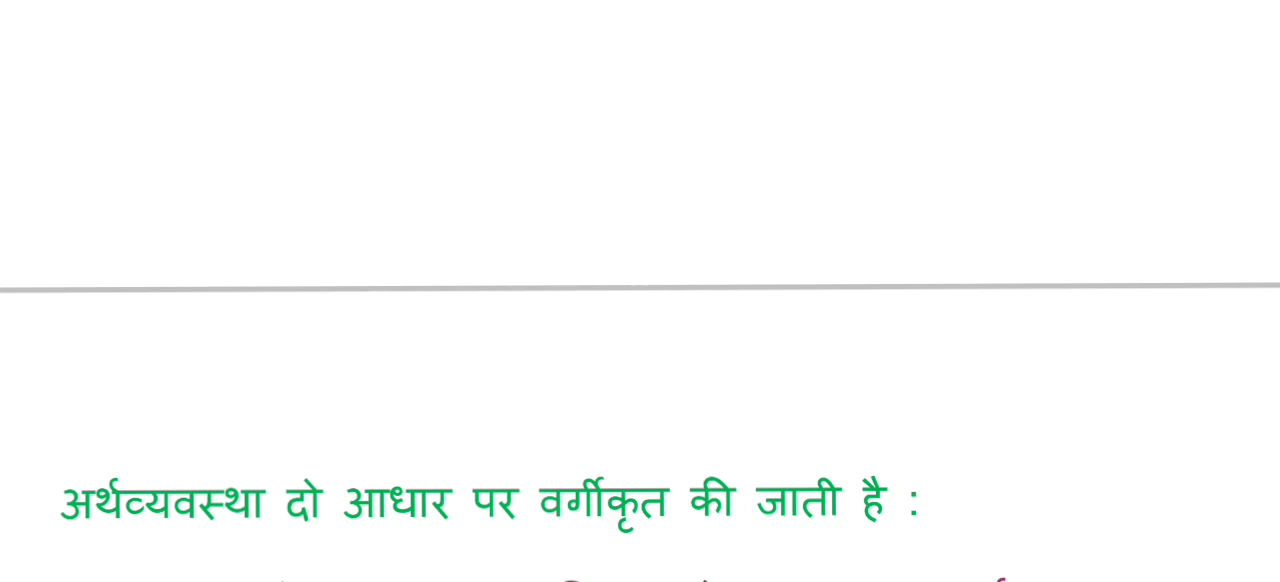 अर्थव्यवस्था दो आधार पर वर्गीकृत की जाती है :